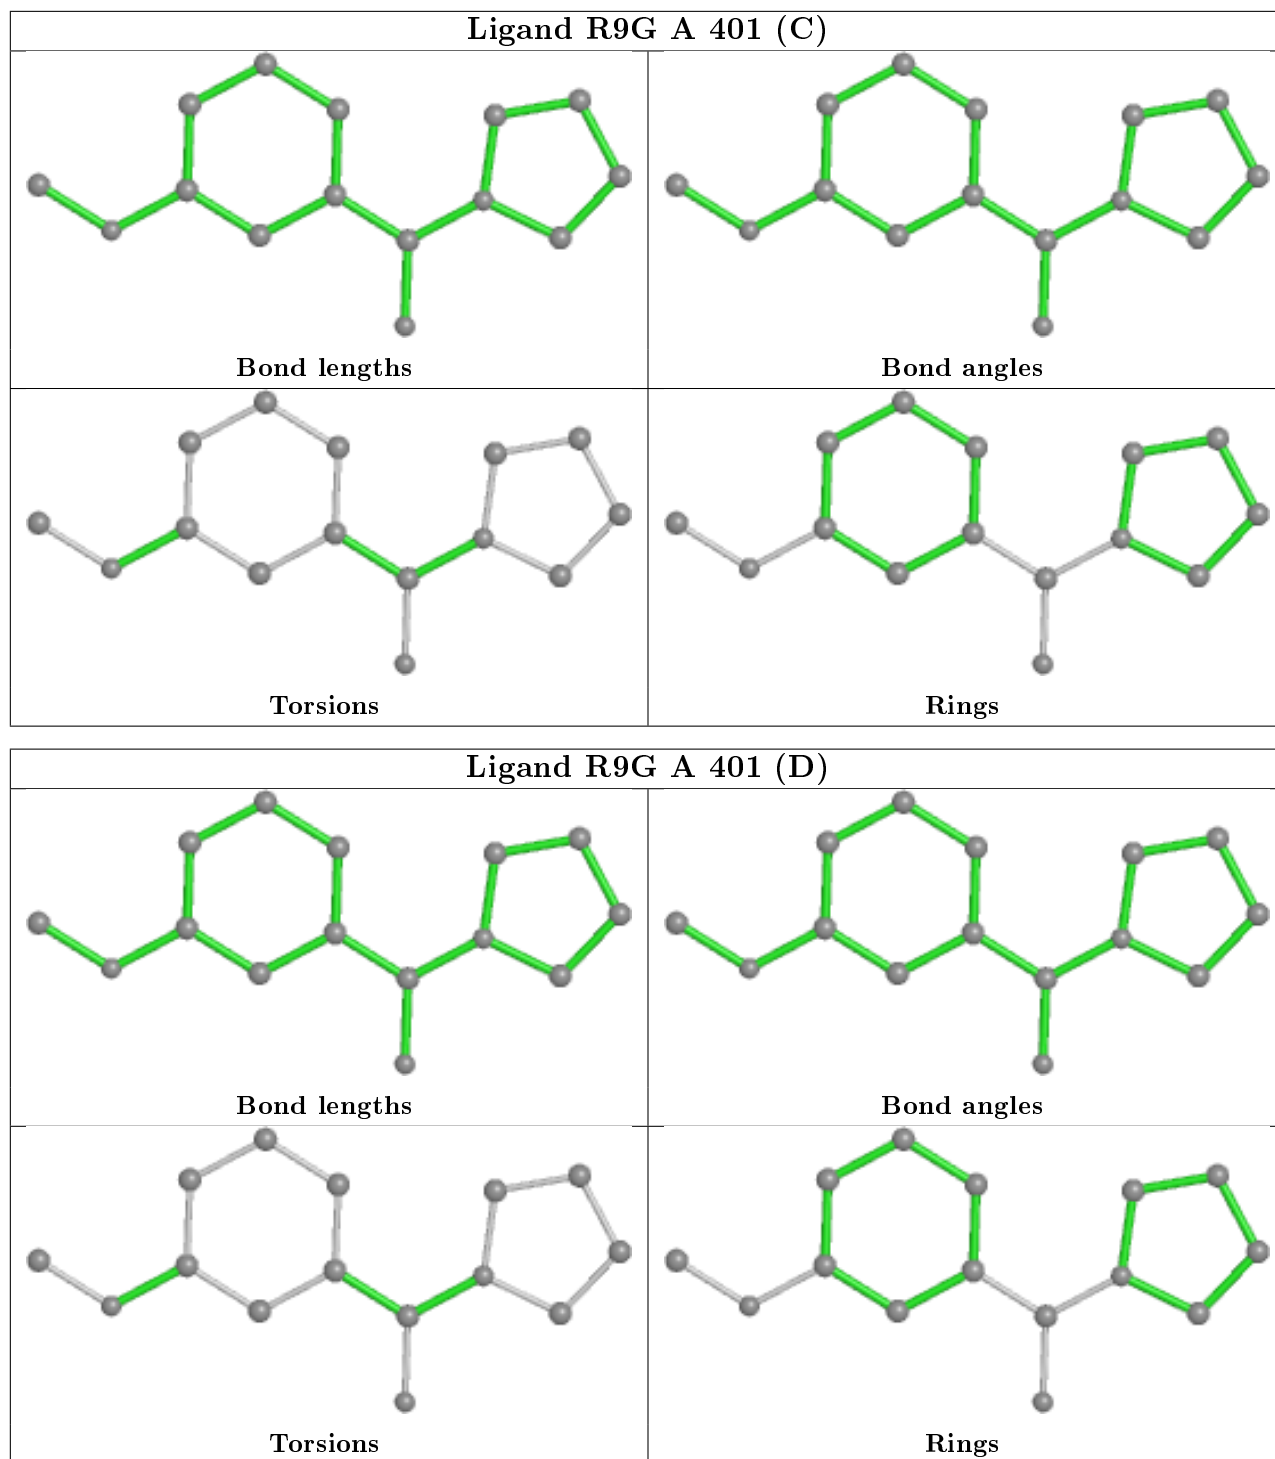 Ligand R9G A 401 (C)
Bond lengths
Bond angles
Torsions
Rings
Ligand R9G A 401 (D)
Bond lengths
Bond angles
Torsions
Rings